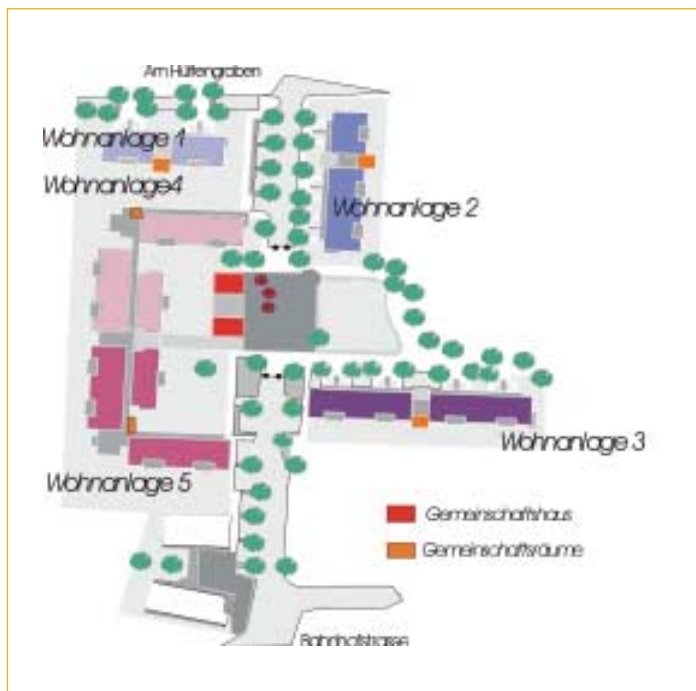 Am Hüttengraben
Wohnanlage 1
Wohnanlage4
Wohnanlage 2
Wohnanlage 3
Wohnanlage 5
Gemeinschaftshaus
Gemeinschaftsräume
Bahnhofstrasse